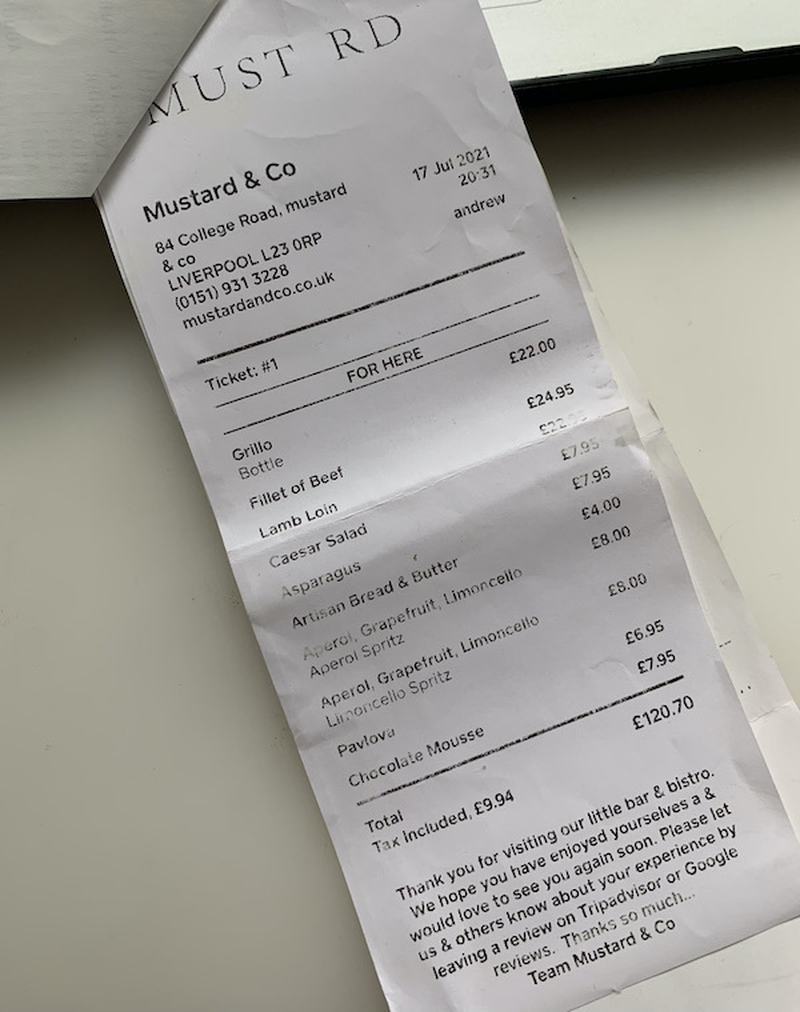 MUST RD
Mustard & Co
17 Jul 2021
84 College Road, mustard
20:31
& co
andrew
LIVERPOOL L23 0RP
(0151) 931 3228
mustardandco.co.uk
Ticket: #1
FOR HERE
Grillo £22.00
Bottle
Fillet of Beef £24.95
Lamb Loin £22.95
Caesar Salad £7.95
Asparagus £7.95
Artisan Bread & Butter £4.00
Aperol, Grapefruit, Limoncello £8.00
Aperol Spritz
Aperol, Grapefruit, Limoncello £8.00
Limoncello Spritz
Pavlova £6.95
Chocolate Mousse £7.95
Total £120.70
Tax Included, £9.94
Thank you for visiting our little bar & bistro.
We hope you have enjoyed yourselves a &
would love to see you again soon. Please let
us & others know about your experience by
leaving a review on Tripadvisor or Google
reviews. Thanks so much...
Team Mustard & Co